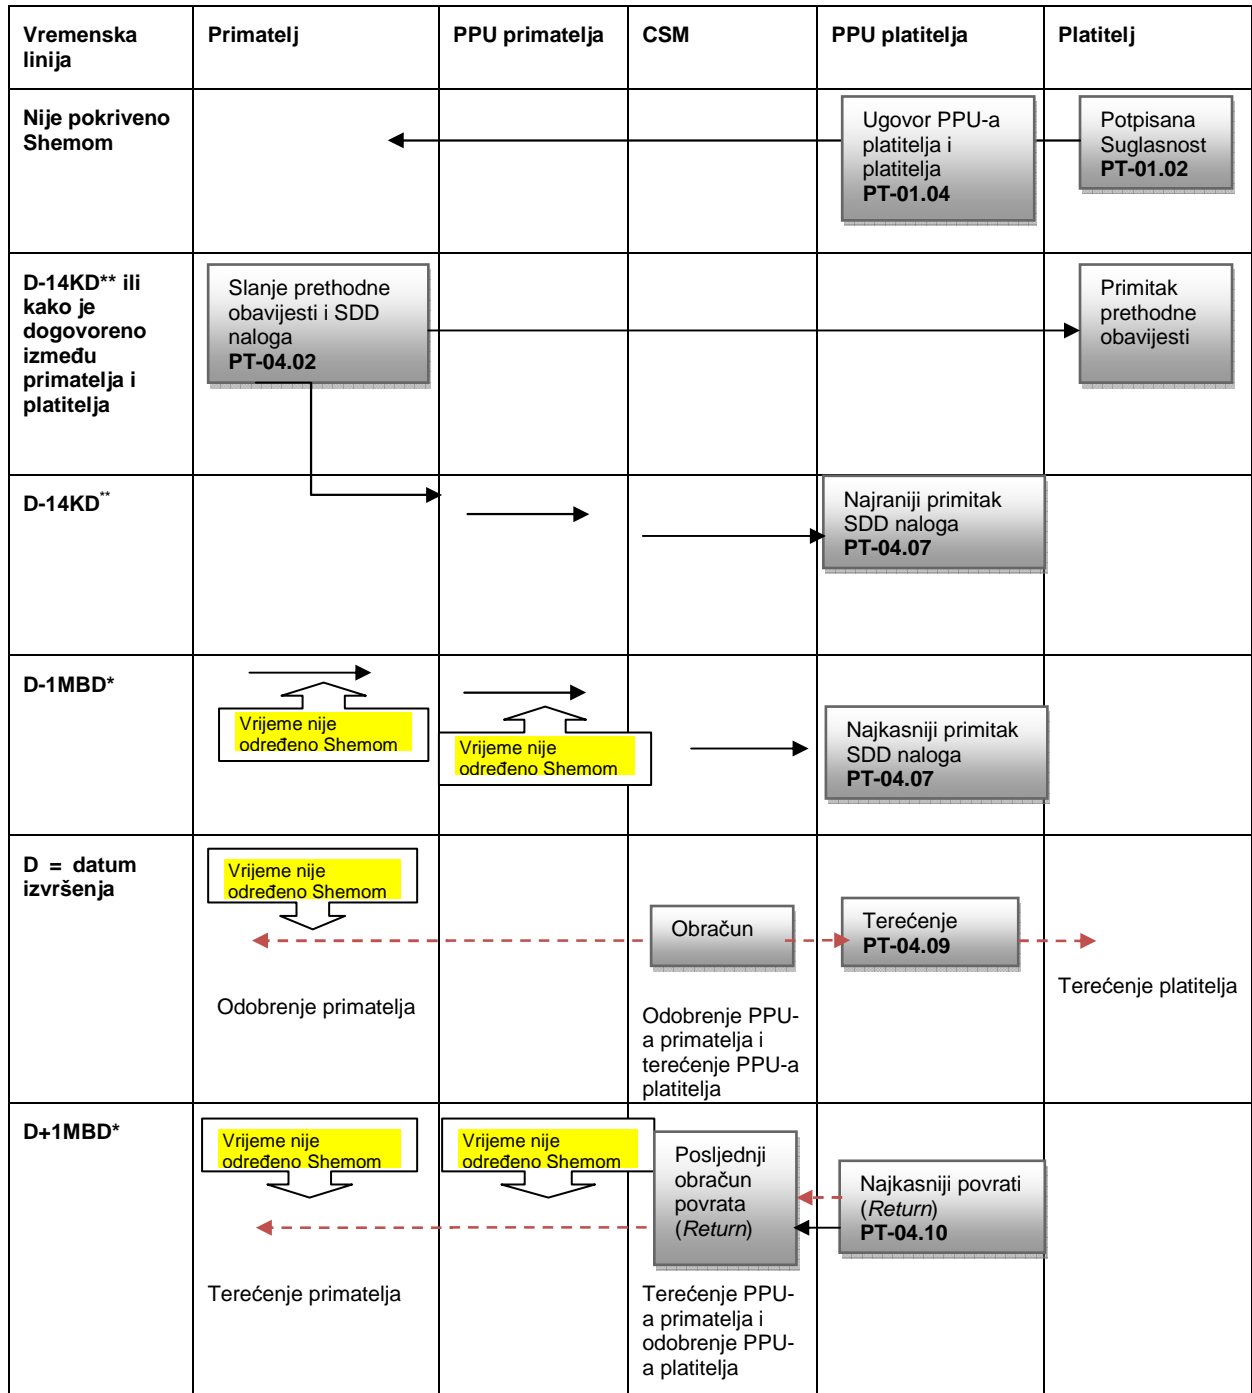 Vremenska
linija
Primatelj
PPU primatelja
CSM
PPU platitelja
Platitelj
Nije pokriveno
Shemom
Ugovor PPU-a
platitelja i
platitelja
PT-01.04
Potpisana
Suglasnost
PT-01.02
D-14KD** ili
kako je
dogovoreno
između
primatelja i
platitelja
Slanje prethodne
obavijesti i SDD
naloga
PT-04.02
Primitak
prethodne
obavijesti
D-14KD**
Najraniji primitak
SDD naloga
PT-04.07
D-1MBD*
Vrijeme nije
određeno Shemom
Vrijeme nije
određeno Shemom
Najkasniji primitak
SDD naloga
PT-04.07
D = datum
izvršenja
Vrijeme nije
određeno Shemom
Odobrenje primatelja
Obračun
Odobrenje PPU-
a primatelja i
terećenje PPU-a
platitelja
Terećenje
PT-04.09
Terećenje platitelja
D+1MBD*
Vrijeme nije
određeno Shemom
Terećenje primatelja
Vrijeme nije
određeno Shemom
Posljednji
obračun
povrata
(Return)
Terećenje PPU-
a primatelja i
odobrenje PPU-
a platitelja
Najkasniji povrati
(Return)
PT-04.10